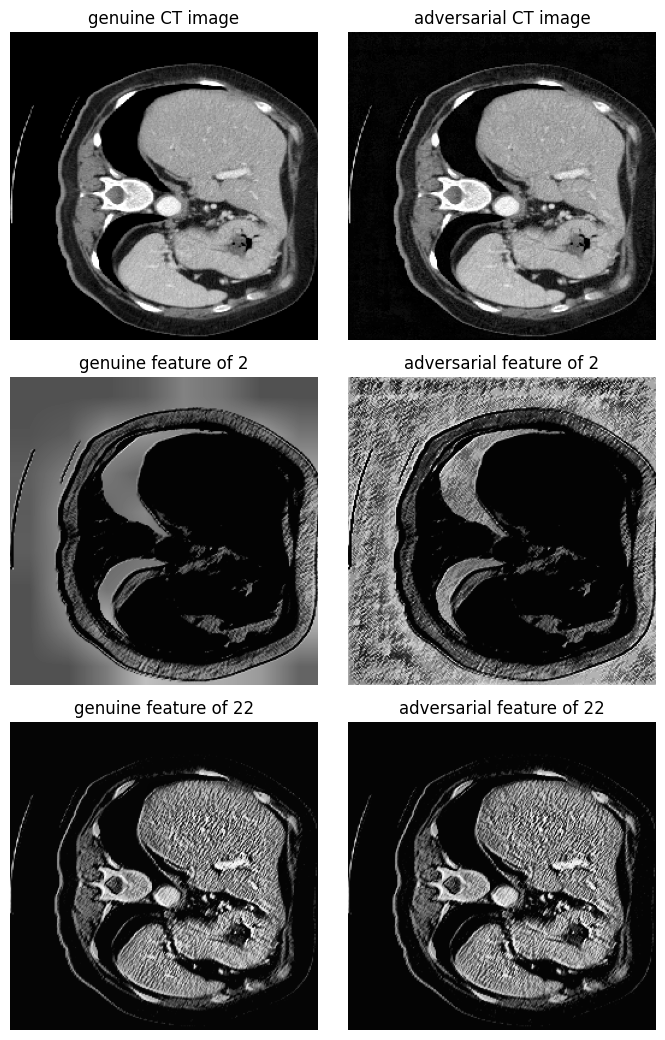 genuine CT image
adversarial CT image
genuine feature of 2
adversarial feature of 2
genuine feature of 22
adversarial feature of 22